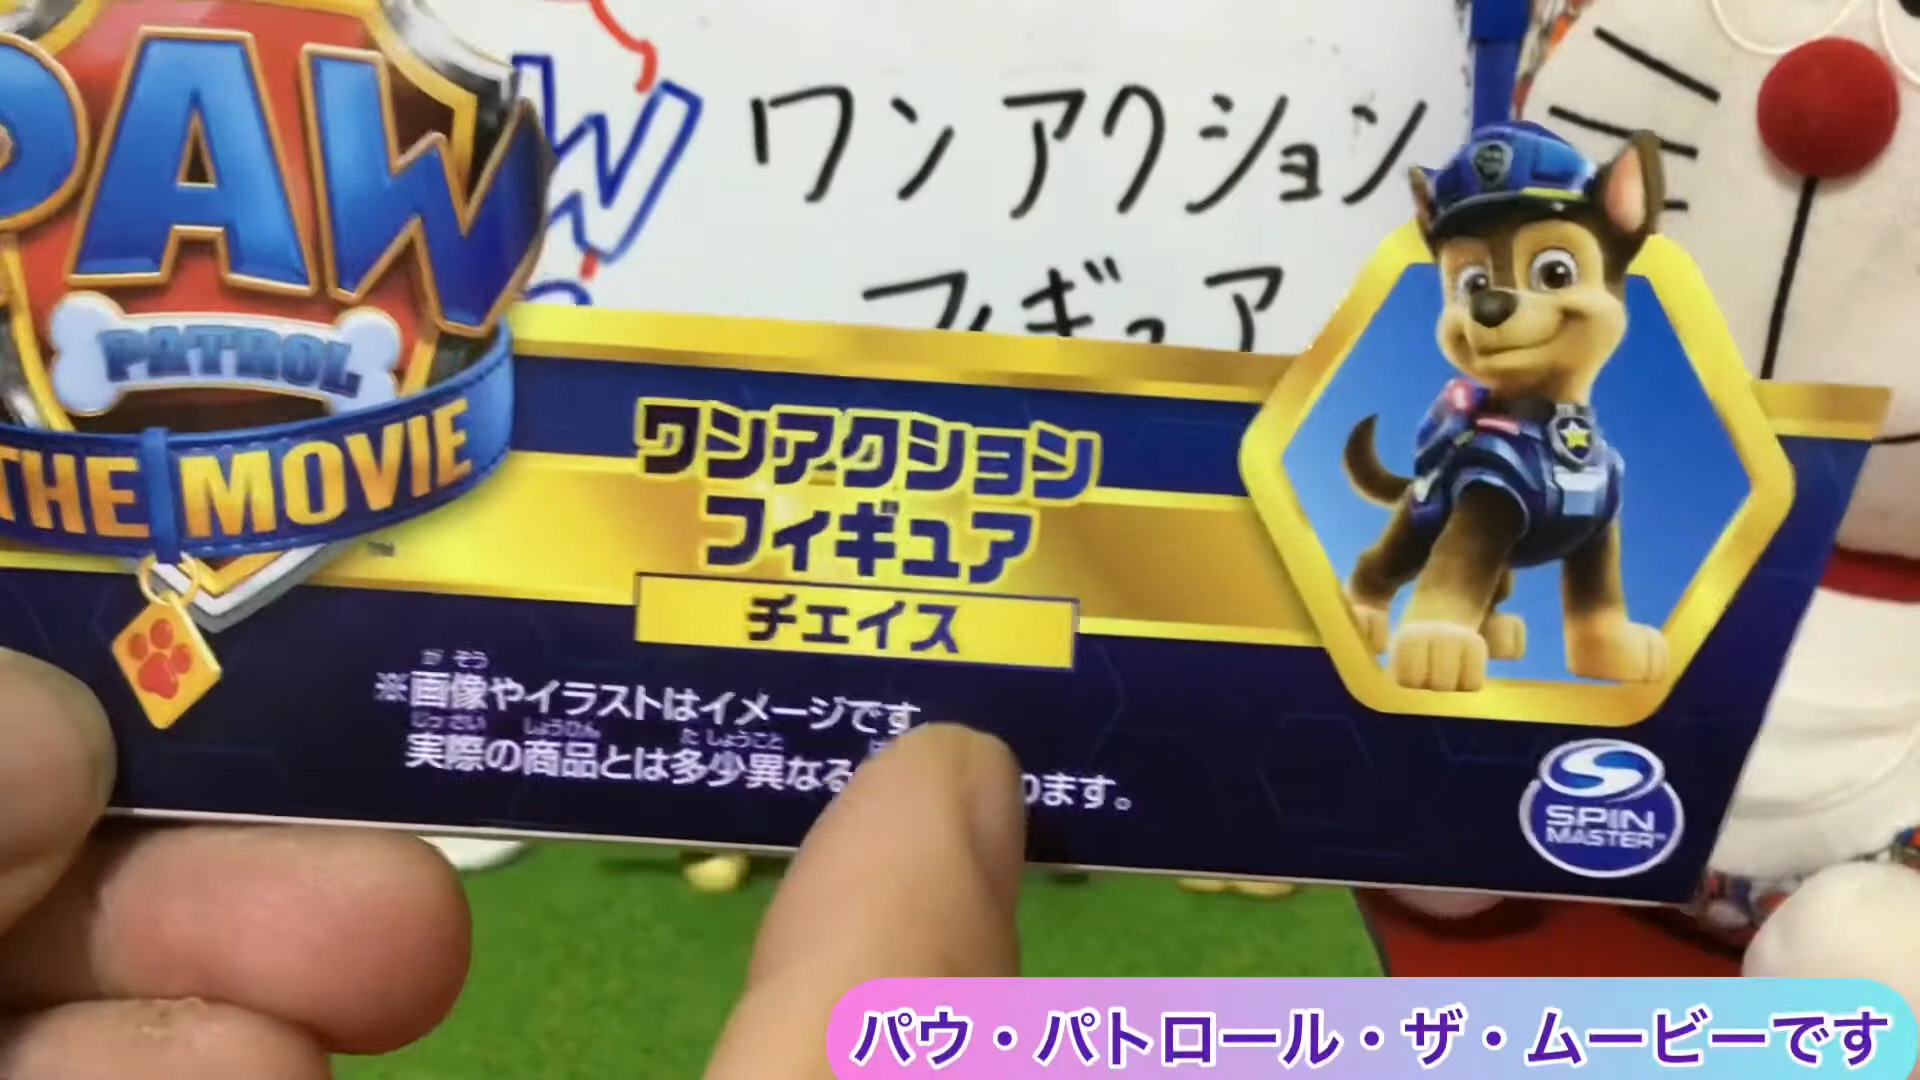 ワンアクション
フィギュア
PAW
PATROL
THE MOVIE
ワンアクション
フィギュア
チェイス
※画像やイラストはイメージです
実際の商品とは多少異なる
ります。
SPIN
MASTER
パウ・パトロール・ザ・ムービーです